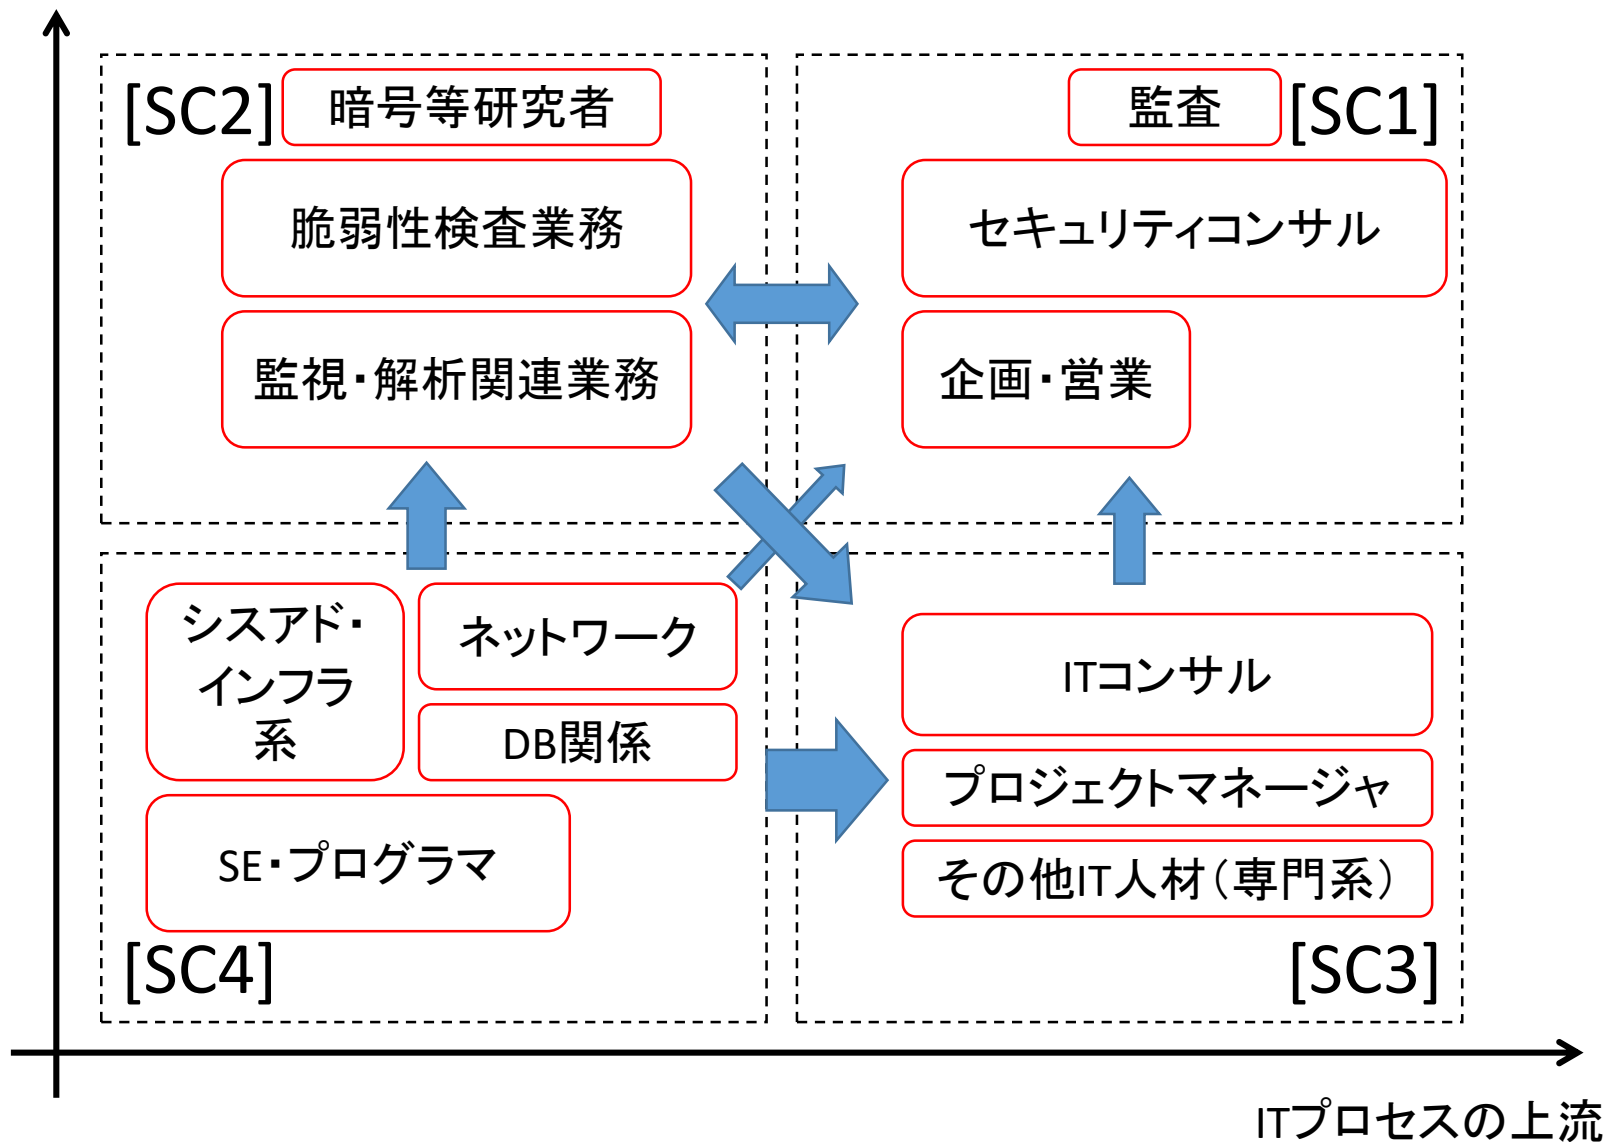 [SC2]
暗号等研究者
脆弱性検査業務
監視・解析関連業務
監査
[SC1]
セキュリティコンサル
企画・営業
シスアド・
インフラ
系
ネットワーク
DB関係
SE・プログラマ
[SC4]
ITコンサル
プロジェクトマネージャ
その他IT人材（専門系）
[SC3]
ITプロセスの上流